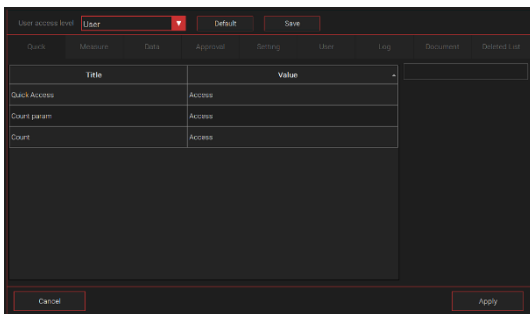 User access level User Default Save
Quick Measure Data Approval Setting User Log Document Deleted List
Title Value
Quick Access Access
Count param Access
Count Access
Cancel Apply